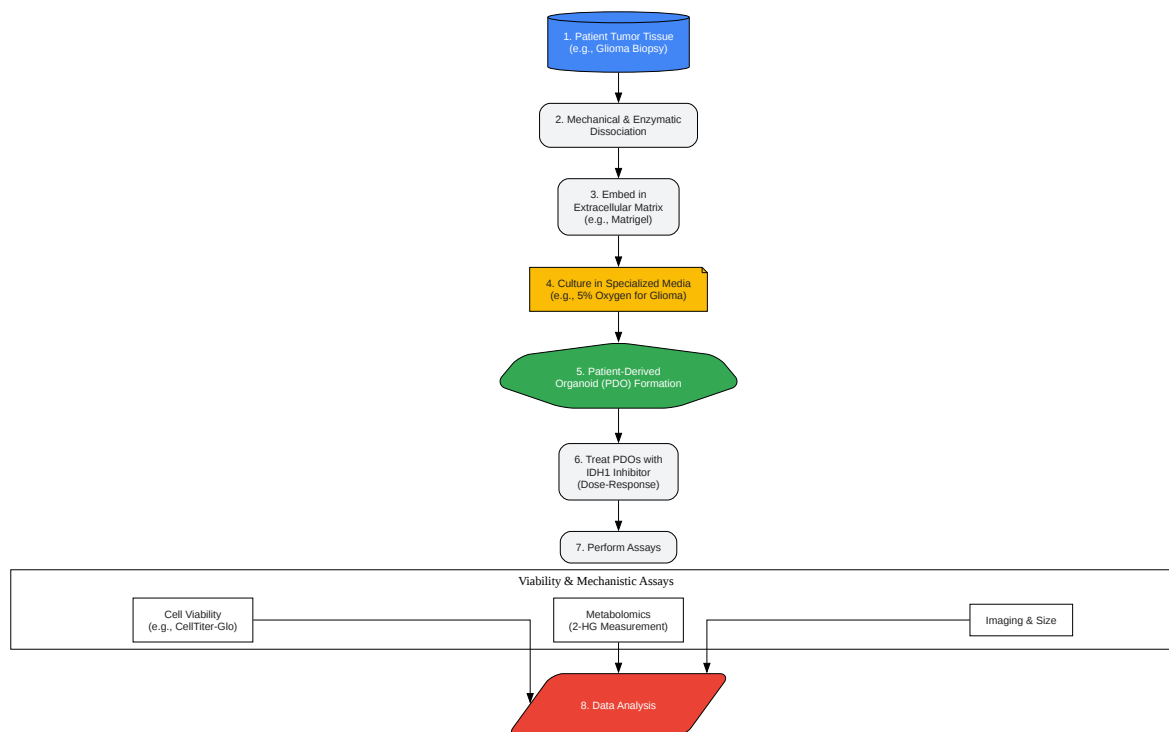 1. Patient Tumor Tissue
(e.g., Glioma Biopsy)
2. Mechanical & Enzymatic
Dissociation
3. Embed in
Extracellular Matrix
(e.g., Matrigel)
4. Culture in Specialized Media
(e.g., 5% Oxygen for Glioma)
5. Patient-Derived
Organoid (PDO) Formation
6. Treat PDOs with
IDH1 Inhibitor
(Dose-Response)
7. Perform Assays
Viability & Mechanistic Assays
Cell Viability
(e.g., CellTiter-Glo)
Metabolomics
(2-HG Measurement)
Imaging & Size
8. Data Analysis